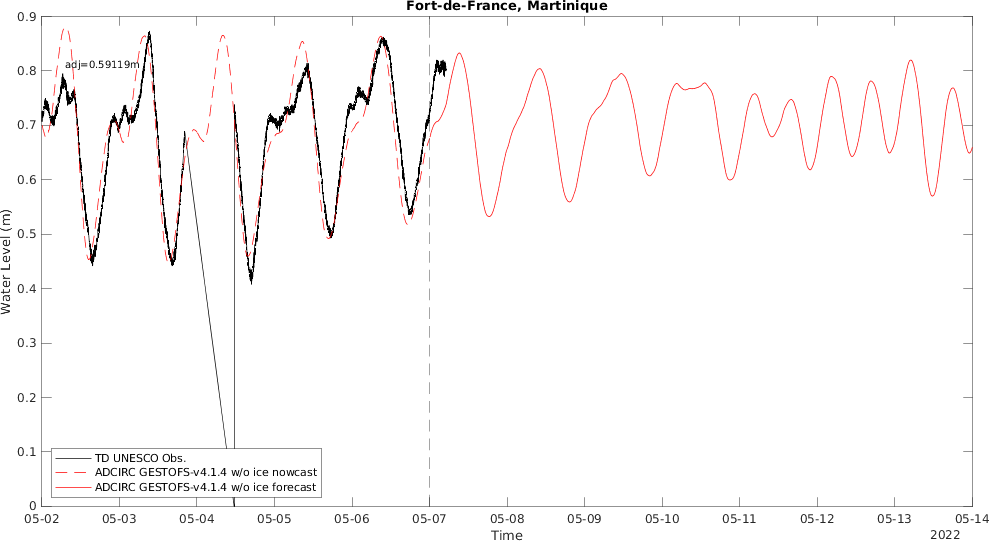 Fort-de-France, Martinique
0.9
0.8
0.7
0.6
0.5
0.4
0.3
0.2
0.1
0
Water Level (m)
adj=0.59119m
TD UNESCO Obs.
ADCIRC GESTOFS-v4.1.4 w/o ice nowcast
ADCIRC GESTOFS-v4.1.4 w/o ice forecast
05-02 05-03 05-04 05-05 05-06 05-07 05-08 05-09 05-10 05-11 05-12 05-13 05-14
Time
2022